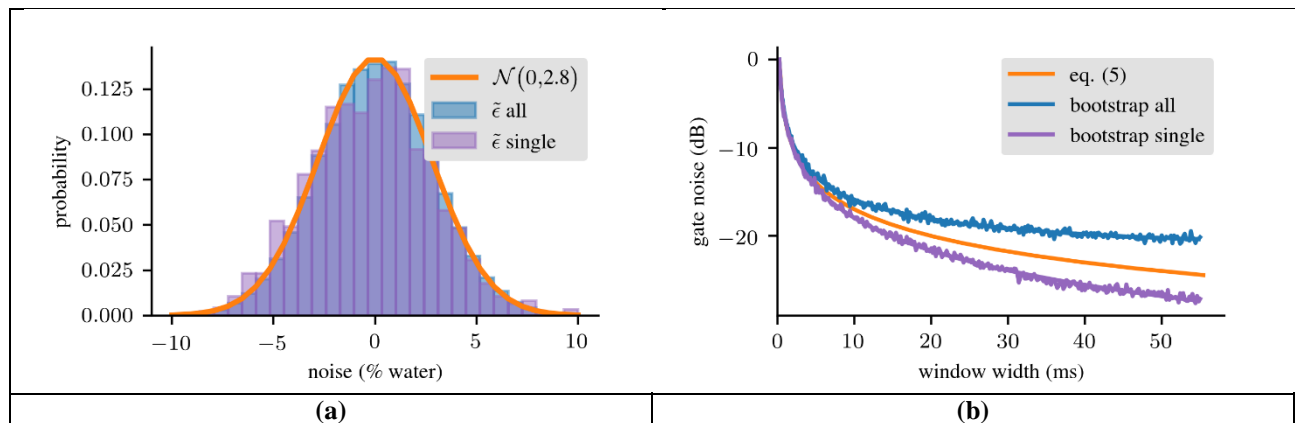 0.125
0.100
0.075
0.050
0.025
0.000
probability
−10
−5
0
5
10
noise (% water)
𝒩(0,2.8)
ϵ̃ all
ϵ̃ single
(a)
0
−10
−20
gate noise (dB)
0
10
20
30
40
50
window width (ms)
eq. (5)
bootstrap all
bootstrap single
(b)